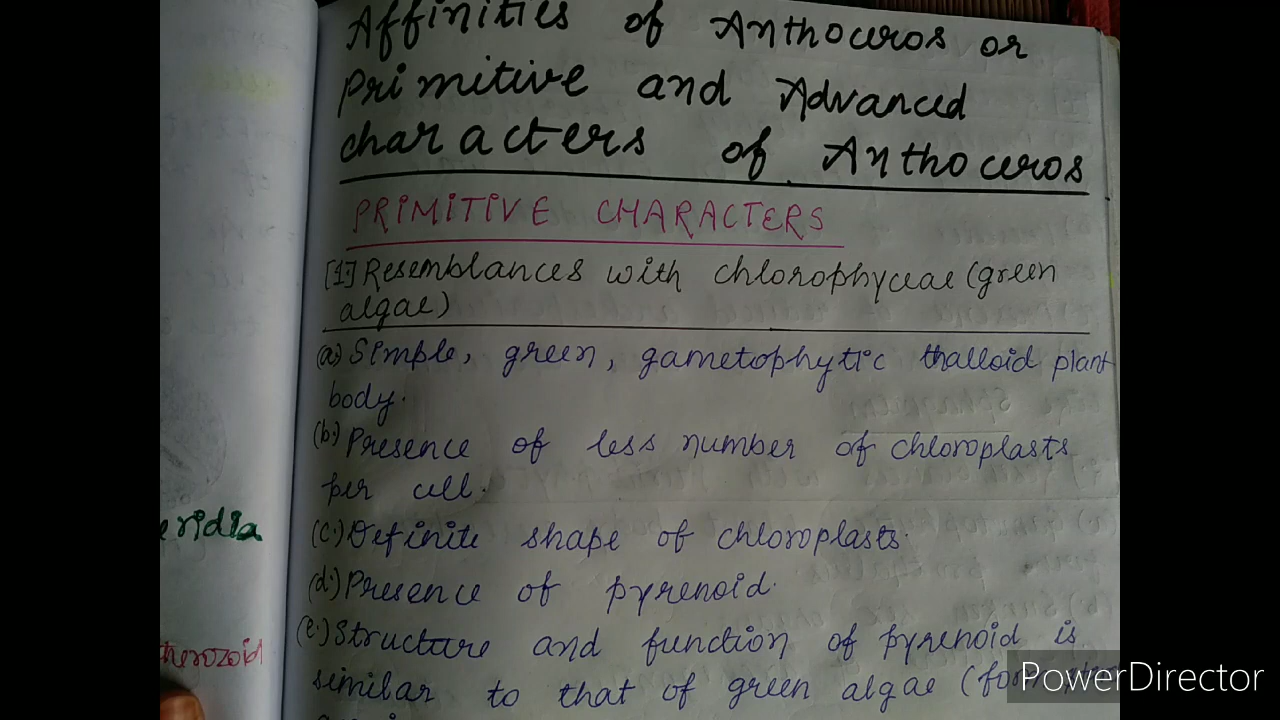 Affinities of Anthoceros or
Primitive and Advanced
characters of Anthoceros
PRIMITIVE CHARACTERS
[1] Resemblances with chlorophyceae (green
algae)
(a) Simple, green, gametophytic thalloid plant
body.
(b.) Presence of less number of chloroplasts
per cell.
(c.) Definite shape of chloroplasts.
(d.) Presence of pyrenoid.
(e.) Structure and function of pyrenoid is
similar to that of green algae (
eridia
therozoid
PowerDirector